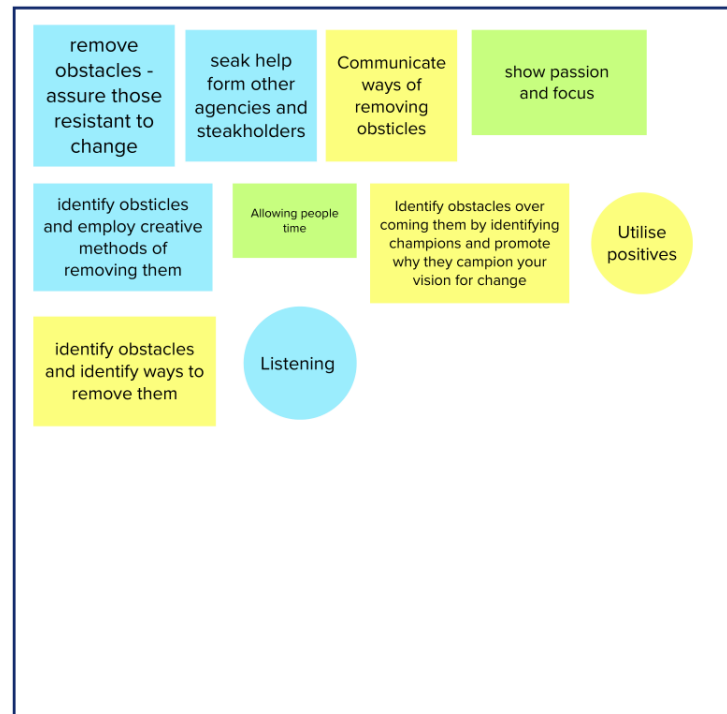 remove
obstacles -
assure those
resistant to
change
seak help
form other
agencies and
steakholders
Communicate
ways of
removing
obsticles
show passion
and focus
identify obsticles
and employ creative
methods of
removing them
Allowing people
time
Identify obstacles over
coming them by identifying
champions and promote
why they campion your
vision for change
Utilise
positives
identify obstacles
and identify ways to
remove them
Listening